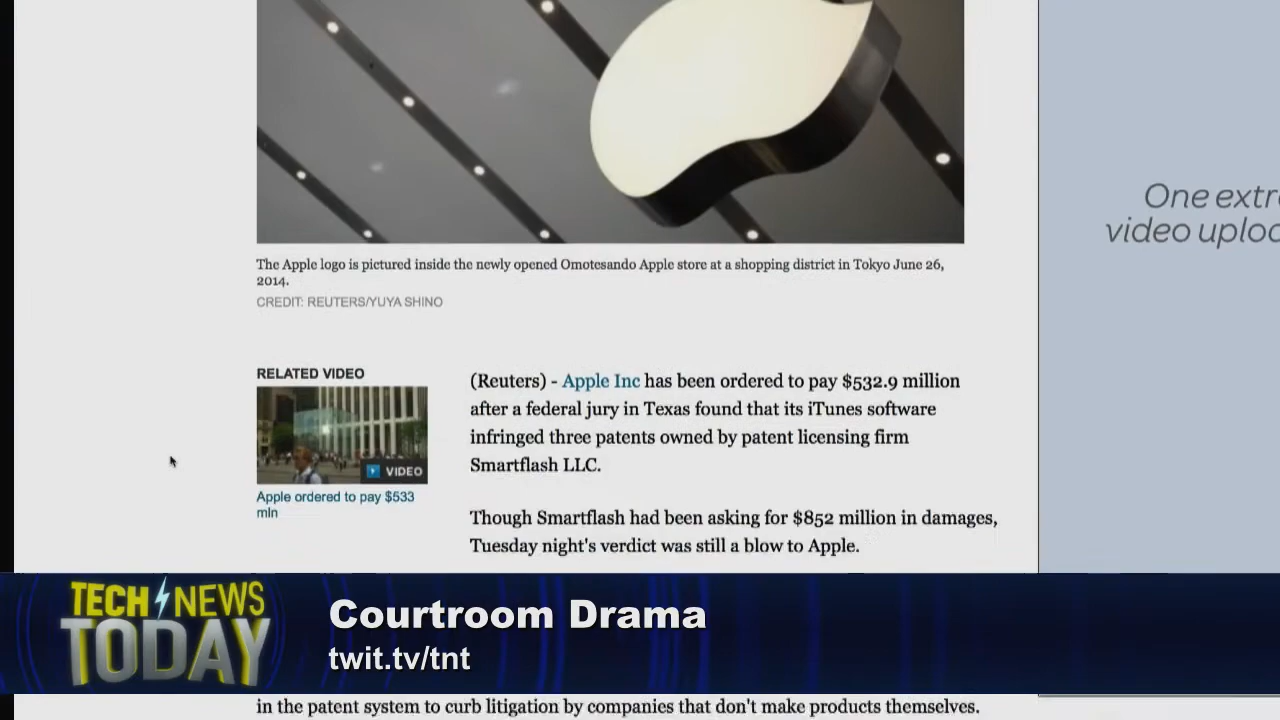 One extr
video uploa
The Apple logo is pictured inside the newly opened Omotesando Apple store at a shopping district in Tokyo June 26,
2014.
CREDIT: REUTERS/YUYA SHINO
RELATED VIDEO
VIDEO
Apple ordered to pay $533
mln
(Reuters) - Apple Inc has been ordered to pay $532.9 million
after a federal jury in Texas found that its iTunes software
infringed three patents owned by patent licensing firm
Smartflash LLC.
Though Smartflash had been asking for $852 million in damages,
Tuesday night's verdict was still a blow to Apple.
TECH NEWS
TODAY
Courtroom Drama
twit.tv/tnt
in the patent system to curb litigation by companies that don't make products themselves.